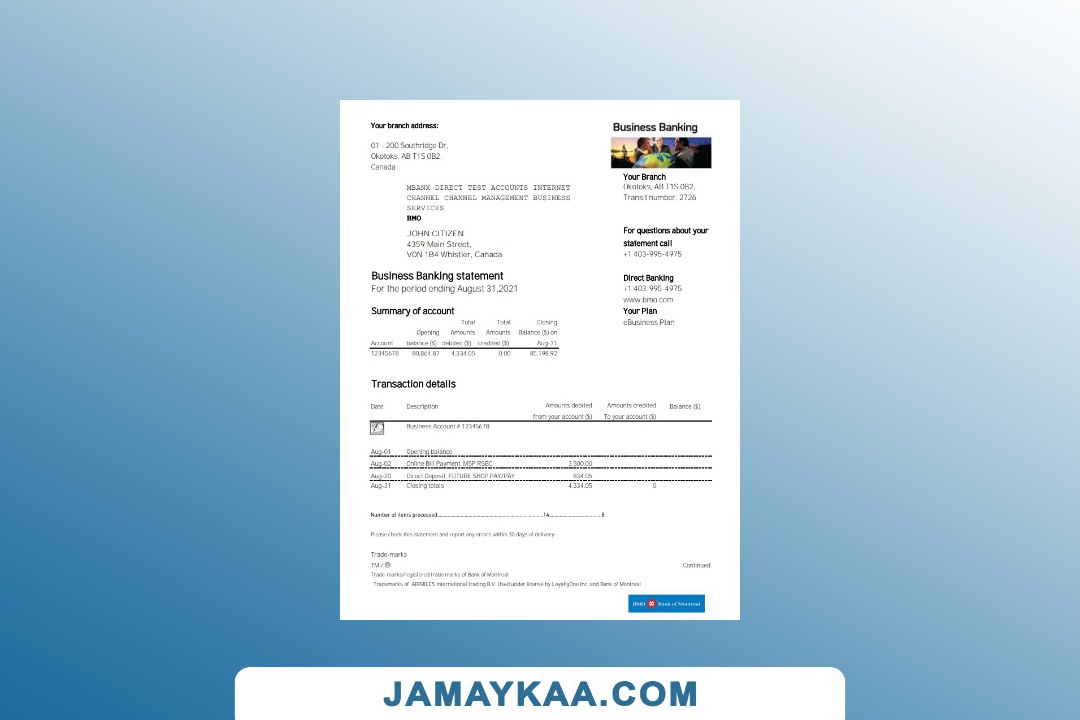 Your branch address:
01 - 200 Southridge Dr,
Okotoks, AB T1S 0B2,
Canada
MBANX DIRECT TEST ACCOUNTS INTERNET
CHANNEL CHANNEL MANAGEMENT BUSINESS
SERVICES
BMO
JOHN CITIZEN
4359 Main Street,
V0N 1B4 Whistler, Canada
Business Banking
Your Branch
Okotoks, AB T1S 0B2,
Transit number: 2726
For questions about your
statement call
+1 403-995-4975
Direct Banking
+1 403-995-4975
www.bmo.com
Your Plan
eBusiness Plan
Business Banking statement
For the period ending August 31,2021
Summary of account
Total Total Closing
Opening Amounts Amounts Balance ($) on
Account balance ($) debited ($) credited ($) Aug-31
12345678 80,864.87 4,334.05 0.00 85,198.92
Transaction details
Date Description Amounts debited Amounts credited Balance ($)
from your account ($) To your account ($)
Business Account # 12345678
Aug-01 Opening balance
Aug-02 Online Bill Payment, MSP RSBC 3,500.00
Aug-20 Direct Deposit, FUTURE SHOP PAY/PAY 834.05
Aug-31 Closing totals 4,334.05 0
Number of items processed 14 8
Please check this statement and report any errors within 30 days of delivery
Trade-marks
TM / ® Continued
Trade-marks/registered trade marks of Bank of Montreal
Trademarks of AIRMILES International trading B.V. Used under license by LoyaltyOne Inc. and Bank of Montreal
BMO Bank of Montreal
JAMAYKAA.COM